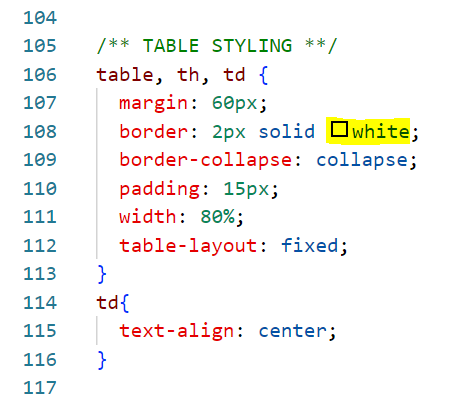 104
105 /** TABLE STYLING **/
106 table, th, td {
107 margin: 60px;
108 border: 2px solid white;
109 border-collapse: collapse;
110 padding: 15px;
111 width: 80%;
112 table-layout: fixed;
113 }
114 td{
115 text-align: center;
116 }
117